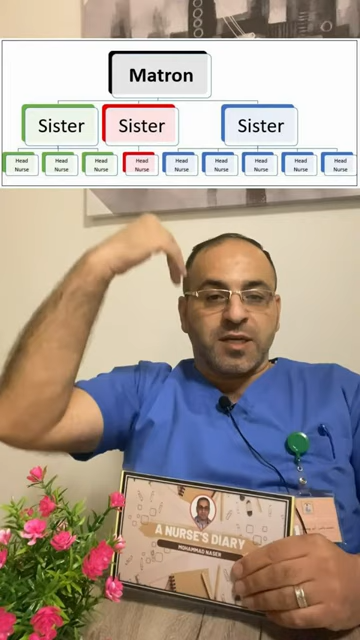 Matron
Sister Sister Sister
Head Head Head Head Head Head Head Head Head
Nurse Nurse Nurse Nurse Nurse Nurse Nurse Nurse Nurse
A NURSE'S DIARY
MOHAMMAD NASER